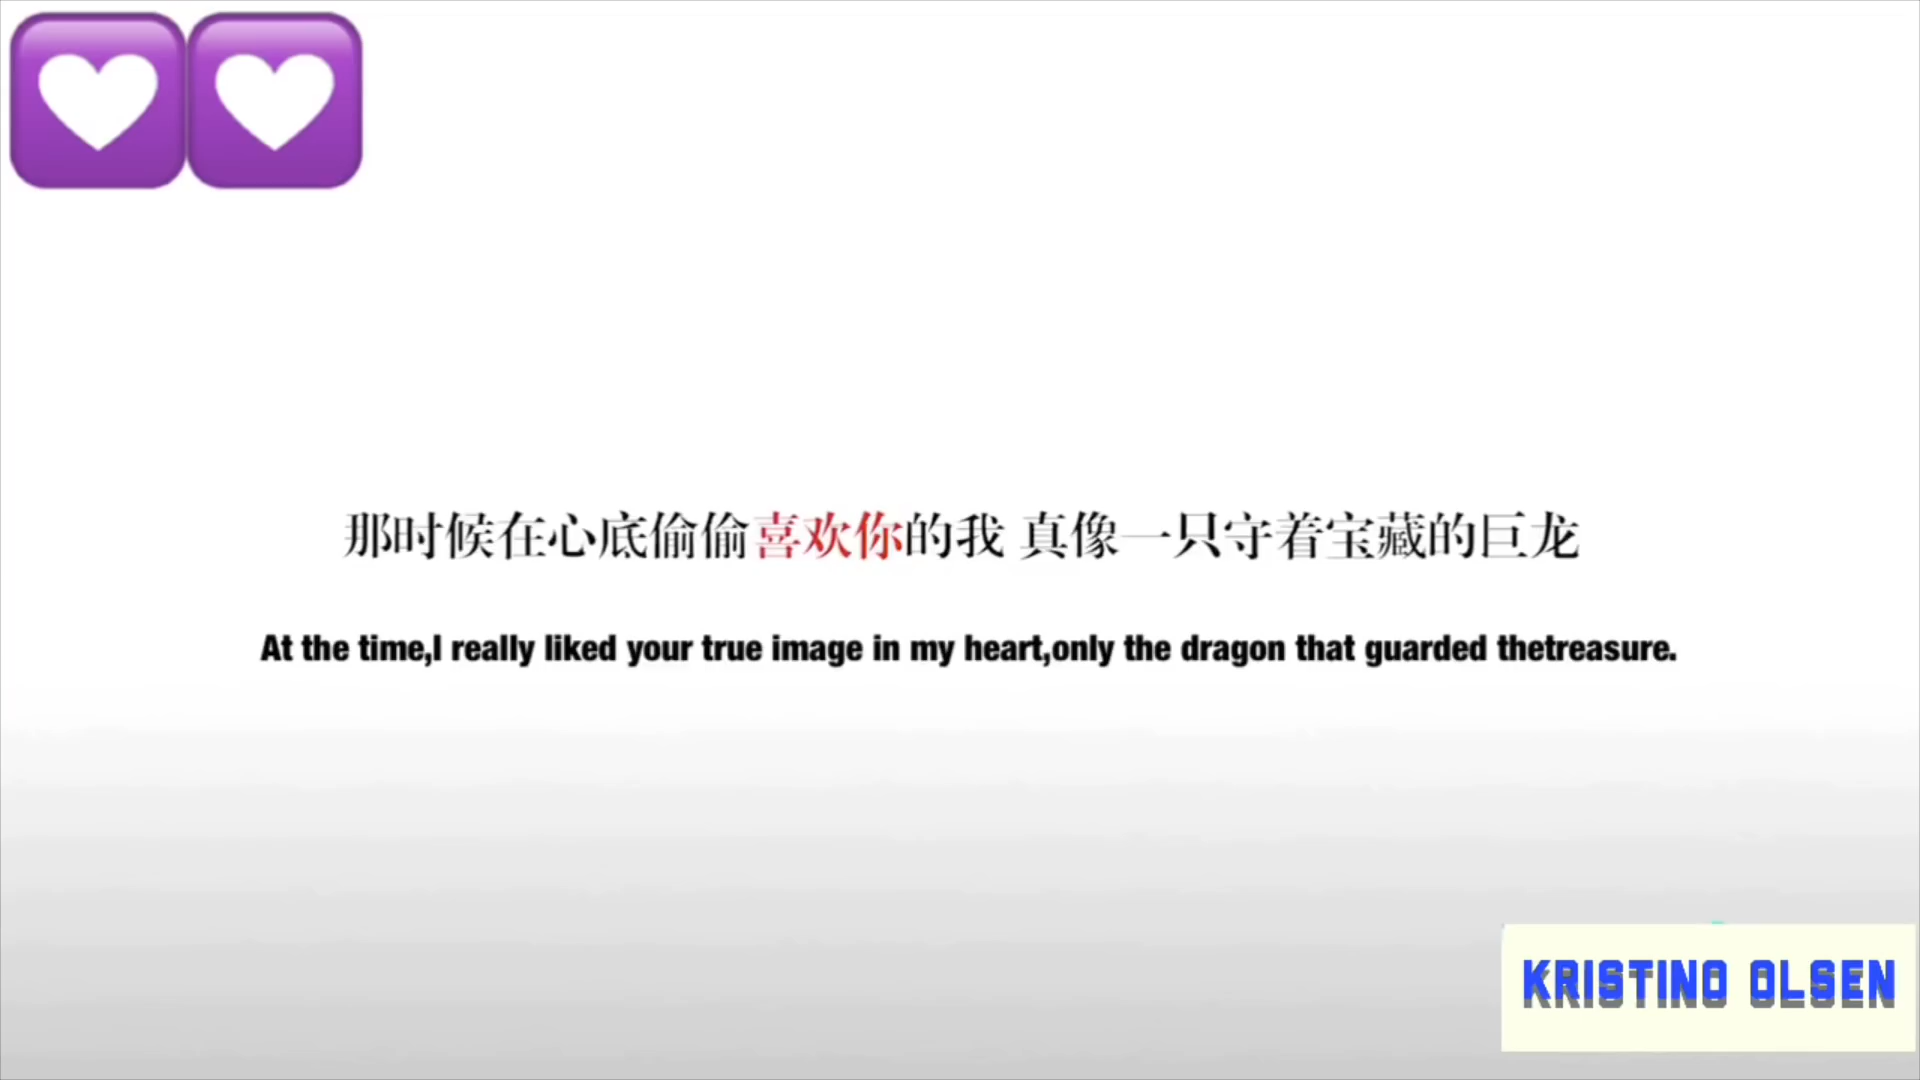 那时候在心底偷偷喜欢你的我 真像一只守着宝藏的巨龙
At the time,I really liked your true image in my heart,only the dragon that guarded thetreasure.
KRISTINO OLSEN